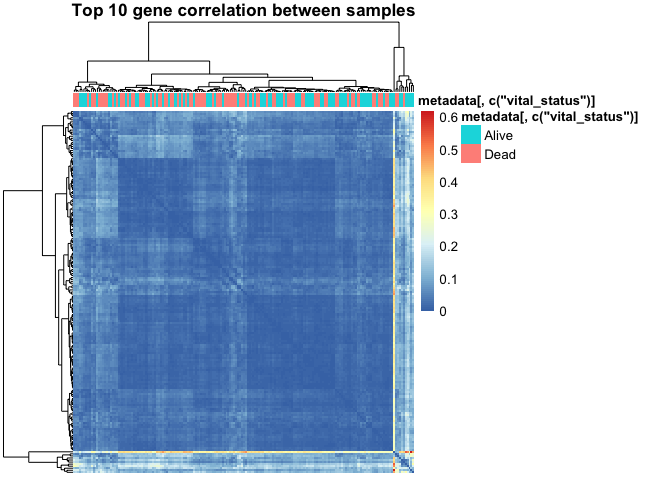 Top 10 gene correlation between samples
metadata[, c("vital_status")]
metadata[, c("vital_status")]
Alive
Dead
0.6
0.5
0.4
0.3
0.2
0.1
0